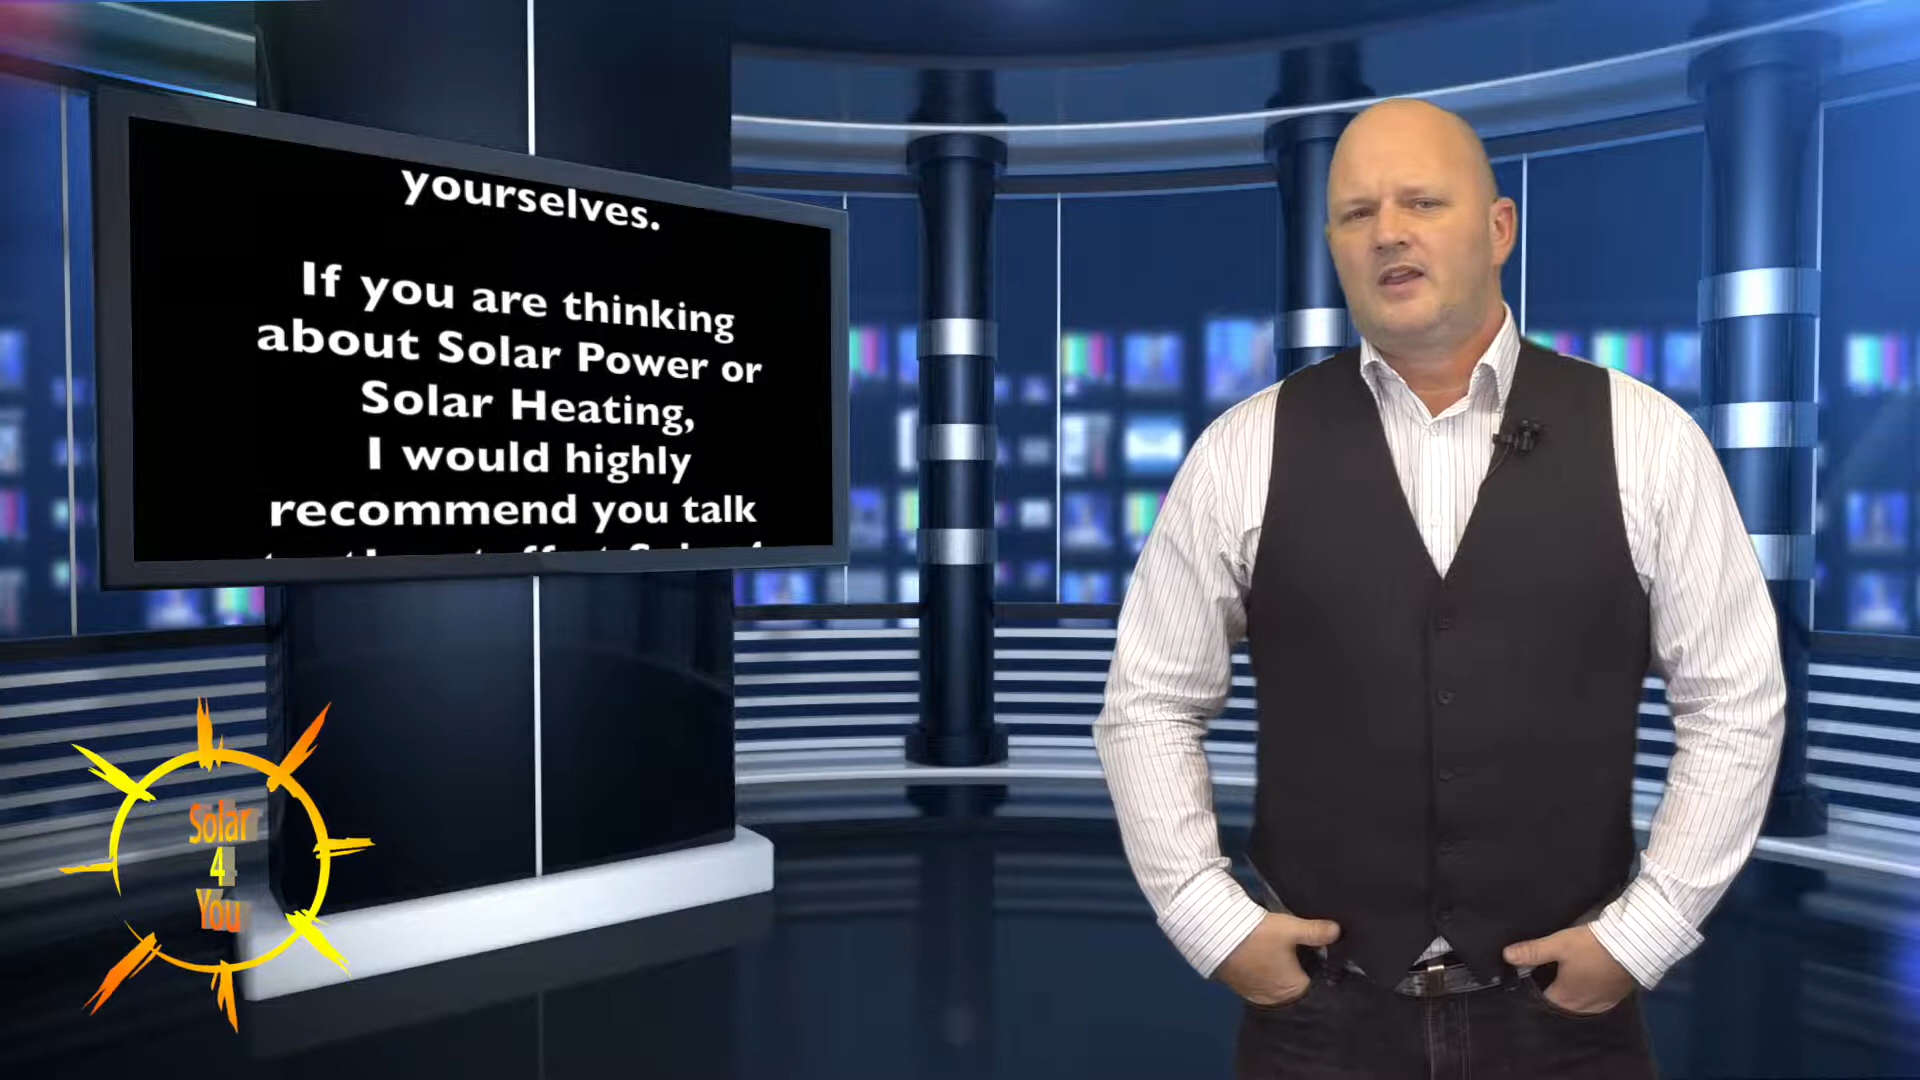 yourselves.
If you are thinking
about Solar Power or
Solar Heating,
I would highly
recommend you talk
Solar
4
You